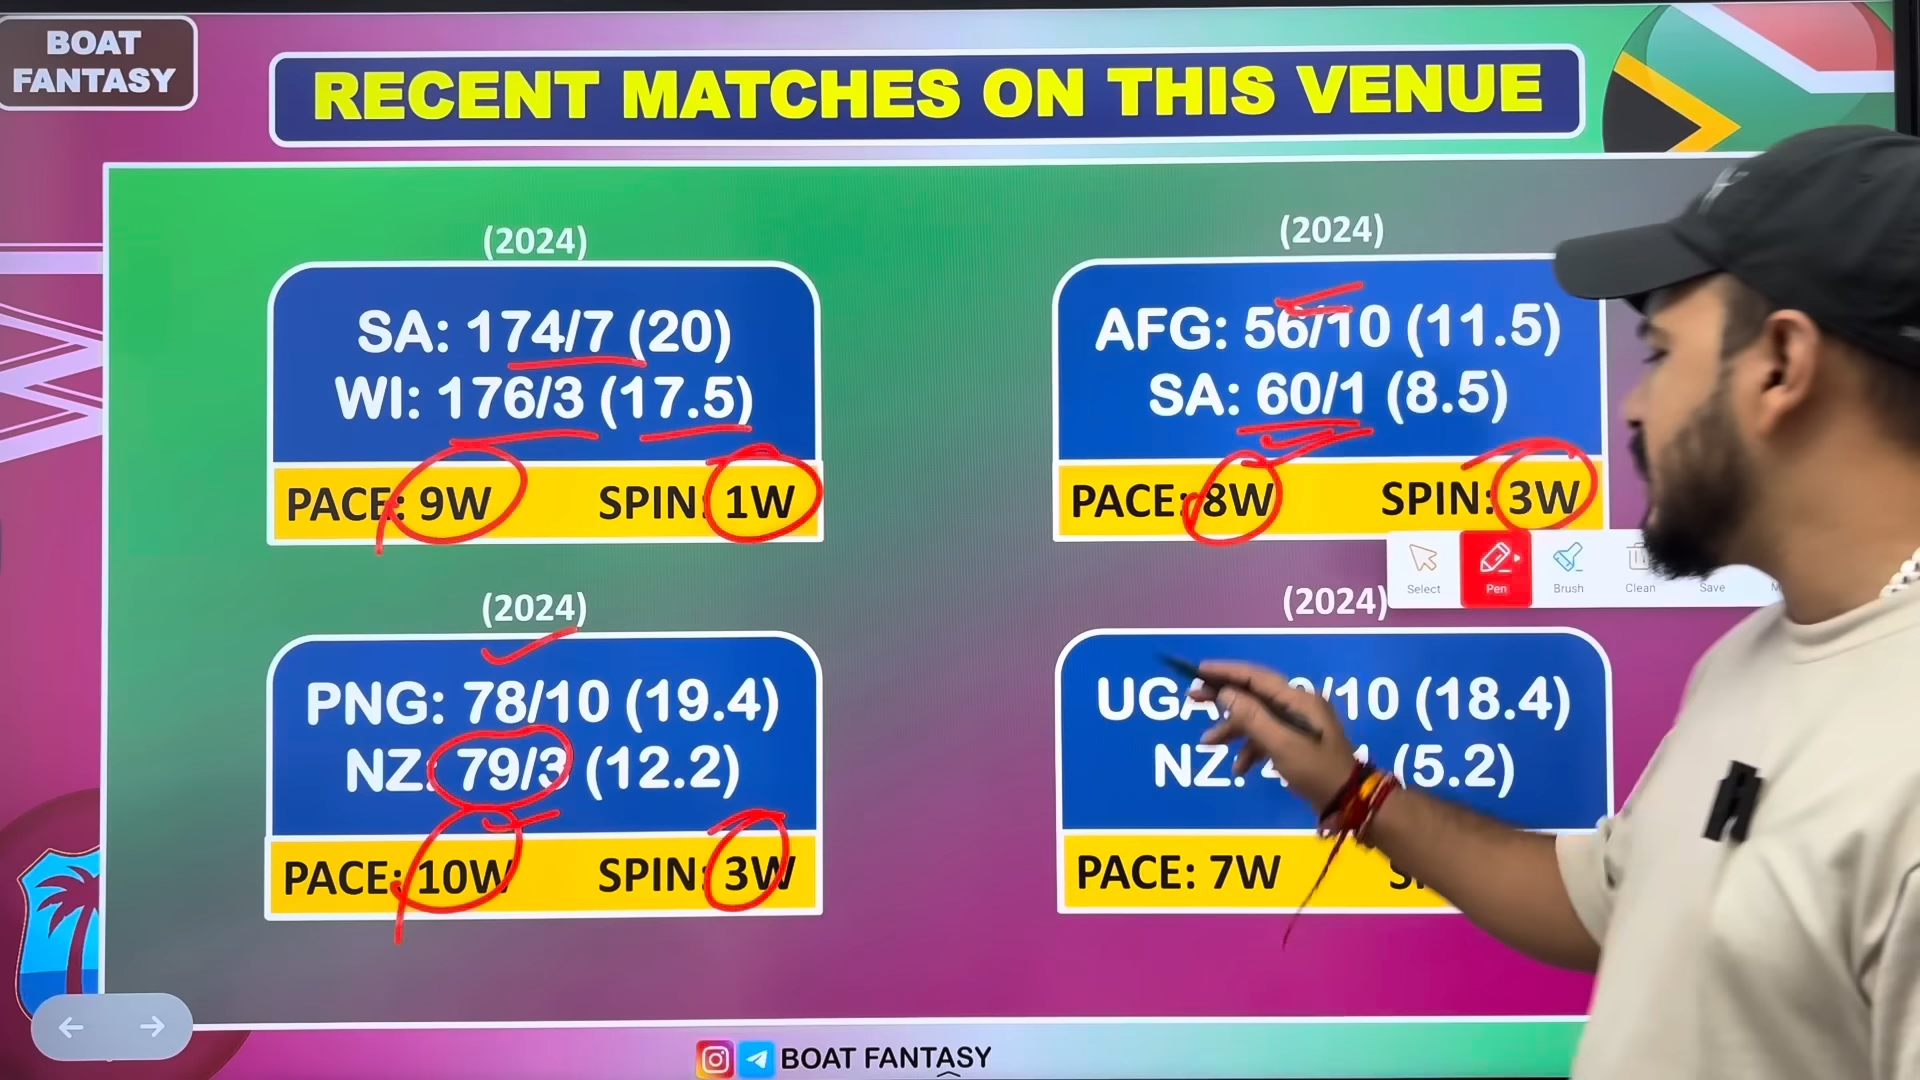 BOAT
FANTASY
RECENT MATCHES ON THIS VENUE
(2024)
SA: 174/7 (20)
WI: 176/3 (17.5)
PACE: 9W SPIN: 1W
(2024)
AFG: 56/10 (11.5)
SA: 60/1 (8.5)
PACE: 8W SPIN: 3W
Select Pen Brush Clean Save
(2024)
PNG: 78/10 (19.4)
NZ: 79/3 (12.2)
PACE: 10W SPIN: 3W
(2024)
UGA: /10 (18.4)
NZ: (5.2)
PACE: 7W
BOAT FANTASY